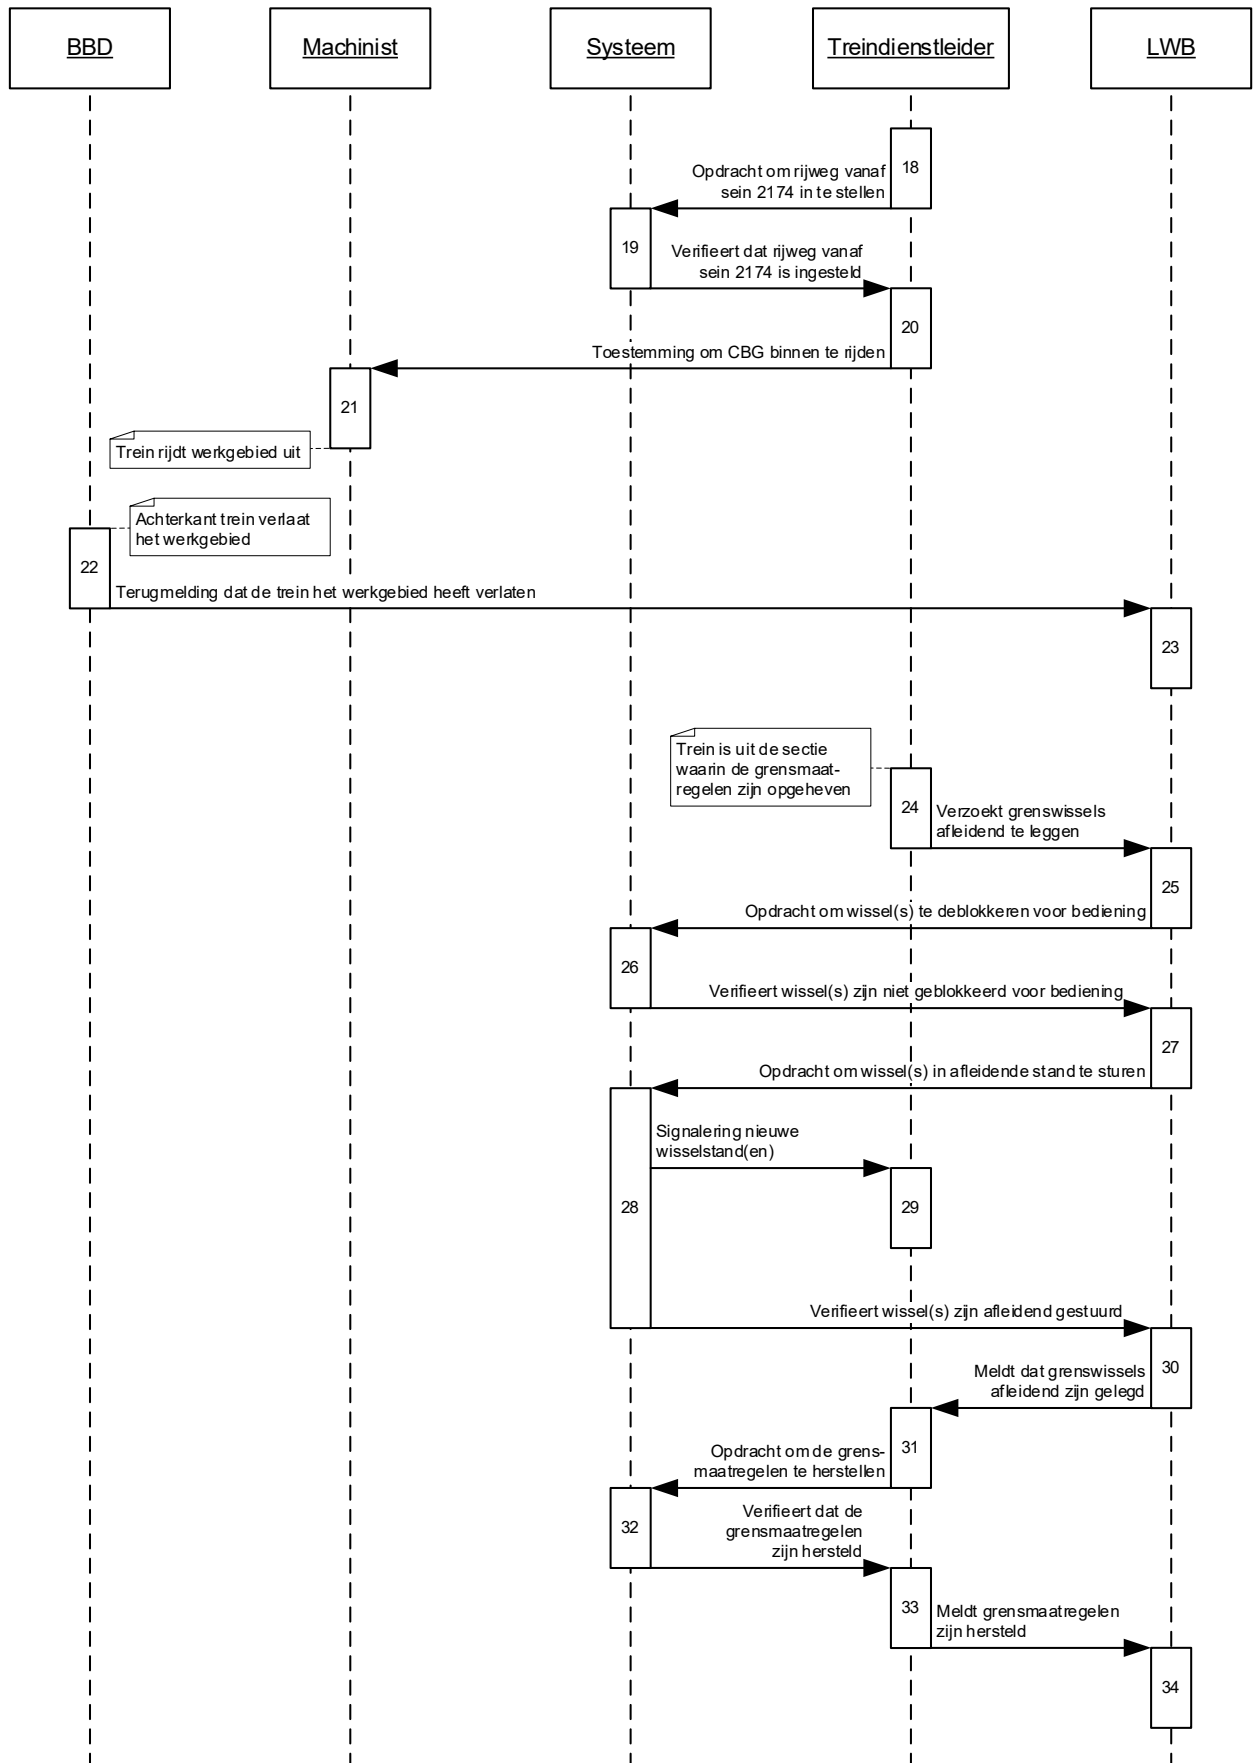 BBD
Machinist
Systeem
Treindienstleider
LWB
18
Opdracht om rijweg vanaf
sein 2174 in te stellen
19
Verifieert dat rijweg vanaf
sein 2174 is ingesteld
20
Toestemming om CBG binnen te rijden
21
Trein rijdt werkgebied uit
Achterkant trein verlaat
het werkgebied
22
Terugmelding dat de trein het werkgebied heeft verlaten
23
Trein is uit de sectie
waarin de grensmaat-
regelen zijn opgeheven
24
Verzoekt grenswissels
afleidend te leggen
25
Opdracht om wissel(s) te deblokkeren voor bediening
26
Verifieert wissel(s) zijn niet geblokkeerd voor bediening
27
Opdracht om wissel(s) in afleidende stand te sturen
Signalering nieuwe
wisselstand(en)
28
29
Verifieert wissel(s) zijn afleidend gestuurd
30
Meldt dat grenswissels
afleidend zijn gelegd
31
Opdracht om de grens-
maatregelen te herstellen
32
Verifieert dat de
grensmaatregelen
zijn hersteld
33
Meldt grensmaatregelen
zijn hersteld
34